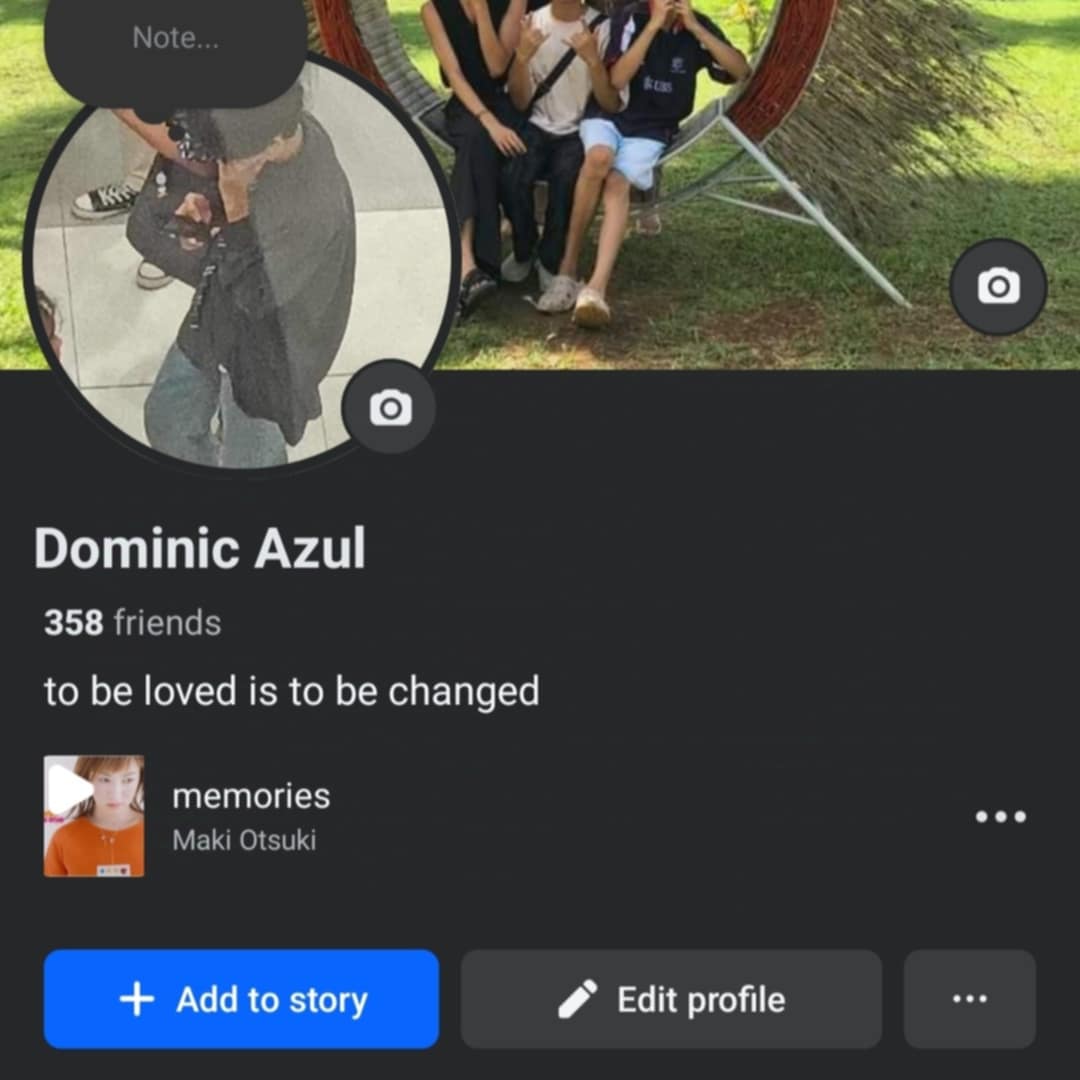 Note...
Dominic Azul
358 friends
to be loved is to be changed
memories
Maki Otsuki
Add to story
Edit profile